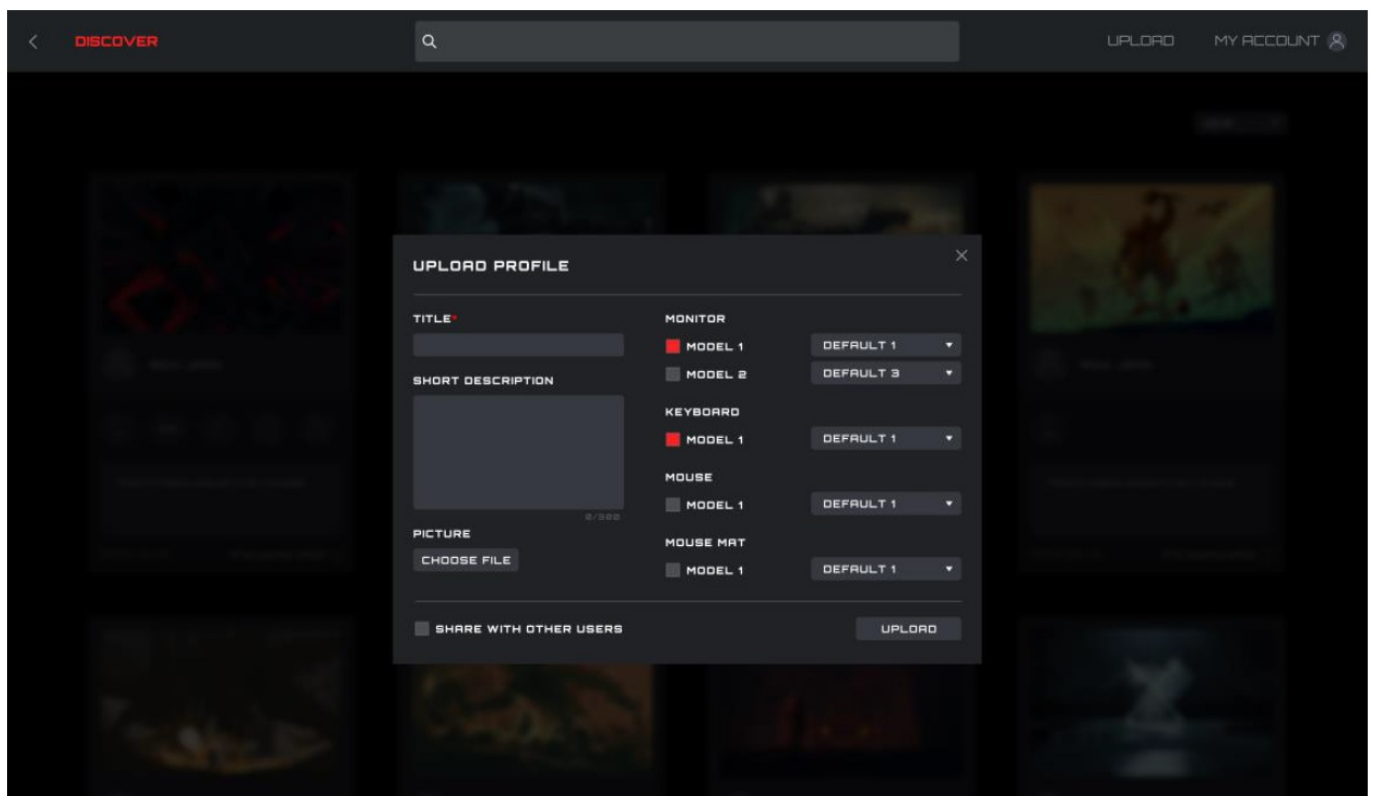 DISCOVER
UPLOAD
MY ACCOUNT
UPLOAD PROFILE
TITLE*
SHORT DESCRIPTION
0/300
PICTURE
CHOOSE FILE
MONITOR
MODEL 1 DEFAULT 1
MODEL 2 DEFAULT 3
KEYBOARD
MODEL 1 DEFAULT 1
MOUSE
MODEL 1 DEFAULT 1
MOUSE MAT
MODEL 1 DEFAULT 1
SHARE WITH OTHER USERS
UPLOAD